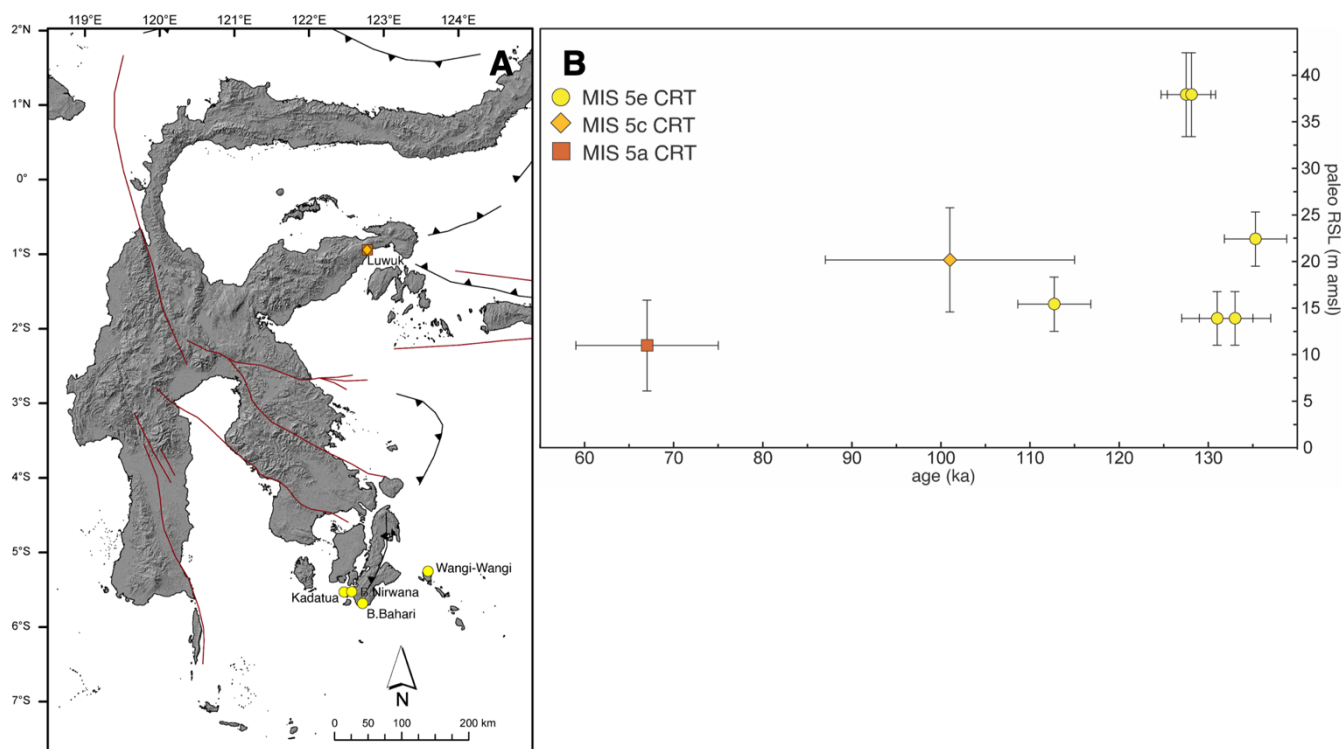 119°E 120°E 121°E 122°E 123°E 124°E
2°N
1°N
0°
1°S
2°S
3°S
4°S
5°S
6°S
7°S
A
Luwuk
Wangi-Wangi
Kadatua
B.Nirwana
B.Bahari
N
0 50 100 200 km
B
MIS 5e CRT
MIS 5c CRT
MIS 5a CRT
40
35
30
25
20
15
10
5
0
paleo RSL (m amsl)
60 70 80 90 100 110 120 130
age (ka)